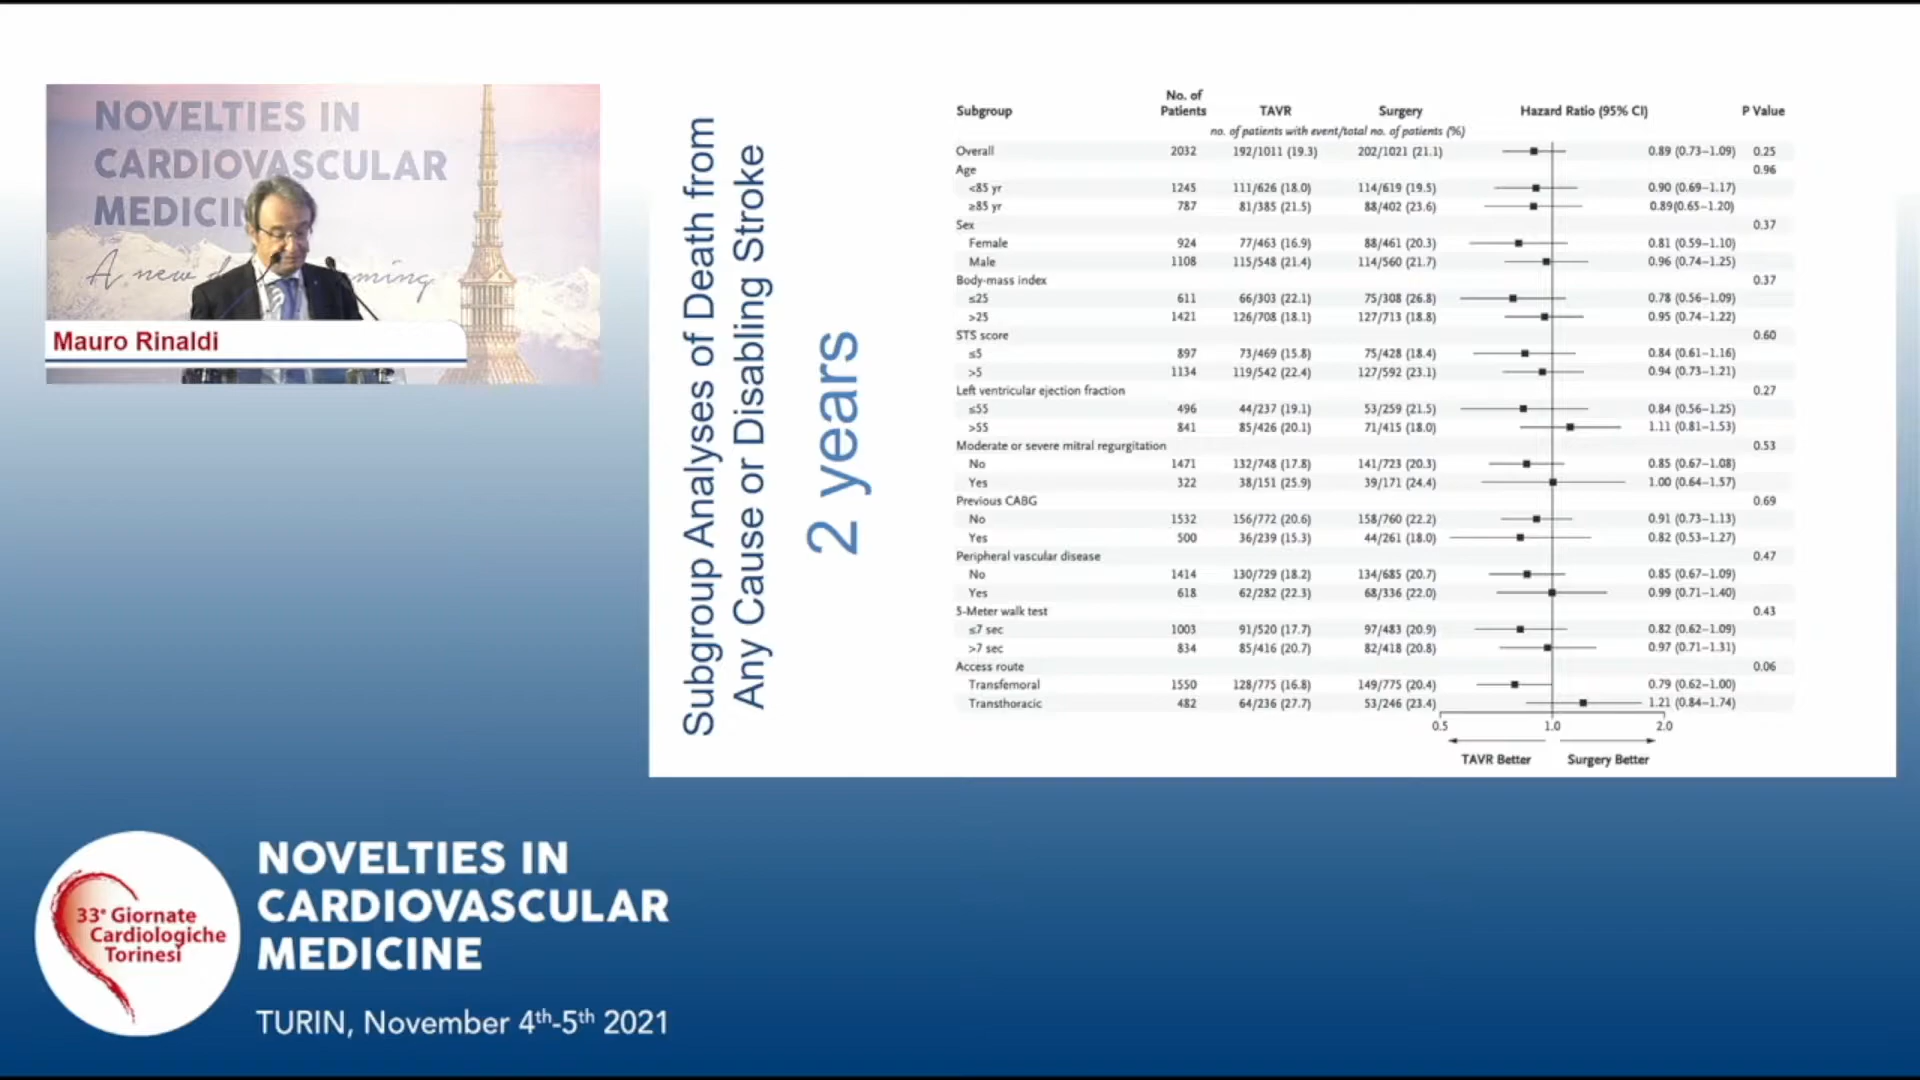 NOVELTIES IN
CARDIOVASCULAR
MEDICIN
A new d ming
Mauro Rinaldi
Subgroup Analyses of Death from
Any Cause or Disabling Stroke
2 years
Subgroup No. of Patients TAVR Surgery Hazard Ratio (95% CI) P Value
no. of patients with event/total no. of patients (%)
Overall 2032 192/1011 (19.3) 202/1021 (21.1) 0.89 (0.73–1.09) 0.25
Age 0.96
<85 yr 1245 111/626 (18.0) 114/619 (19.5) 0.90 (0.69–1.17)
≥85 yr 787 81/385 (21.5) 88/402 (23.6) 0.89(0.65–1.20)
Sex 0.37
Female 924 77/463 (16.9) 88/461 (20.3) 0.81 (0.59–1.10)
Male 1108 115/548 (21.4) 114/560 (21.7) 0.96 (0.74–1.25)
Body-mass index 0.37
≤25 611 66/303 (22.1) 75/308 (26.8) 0.78 (0.56–1.09)
>25 1421 126/708 (18.1) 127/713 (18.8) 0.95 (0.74–1.22)
STS score 0.60
≤5 897 73/469 (15.8) 75/428 (18.4) 0.84 (0.61–1.16)
>5 1134 119/542 (22.4) 127/592 (23.1) 0.94 (0.73–1.21)
Left ventricular ejection fraction 0.27
≤55 496 44/237 (19.1) 53/259 (21.5) 0.84 (0.56–1.25)
>55 841 85/426 (20.1) 71/415 (18.0) 1.11 (0.81–1.53)
Moderate or severe mitral regurgitation 0.53
No 1471 132/748 (17.8) 141/723 (20.3) 0.85 (0.67–1.08)
Yes 322 38/151 (25.9) 39/171 (24.4) 1.00 (0.64–1.57)
Previous CABG 0.69
No 1532 156/772 (20.6) 158/760 (22.2) 0.91 (0.73–1.13)
Yes 500 36/239 (15.3) 44/261 (18.0) 0.82 (0.53–1.27)
Peripheral vascular disease 0.47
No 1414 130/729 (18.2) 134/685 (20.7) 0.85 (0.67–1.09)
Yes 618 62/282 (22.3) 68/336 (22.0) 0.99 (0.71–1.40)
5-Meter walk test 0.43
≤7 sec 1003 91/520 (17.7) 97/483 (20.9) 0.82 (0.62–1.09)
>7 sec 834 85/416 (20.7) 82/418 (20.8) 0.97 (0.71–1.31)
Access route 0.06
Transfemoral 1550 128/775 (16.8) 149/775 (20.4) 0.79 (0.62–1.00)
Transthoracic 482 64/236 (27.7) 53/246 (23.4) 1.21 (0.84–1.74)
0.5 1.0 2.0
TAVR Better Surgery Better
33° Giornate
Cardiologiche
Torinesi
NOVELTIES IN
CARDIOVASCULAR
MEDICINE
TURIN, November 4th-5th 2021